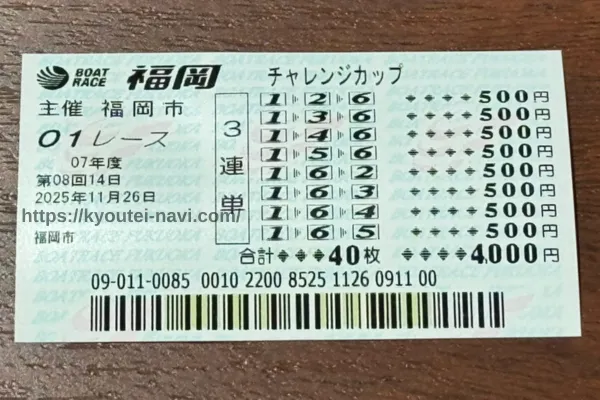 BOAT RACE 福岡 チャレンジカップ
主催 福岡市
01レース
07年度
第08回14日
2025年11月26日
https://kyoutei-navi.com/
福岡市
3連単
1-2-6 500円
1-3-6 500円
1-4-6 500円
1-5-6 500円
1-6-2 500円
1-6-3 500円
1-6-4 500円
1-6-5 500円
合計 40枚 4,000円
09-011-0085 0010 2200 8525 1126 0911 00